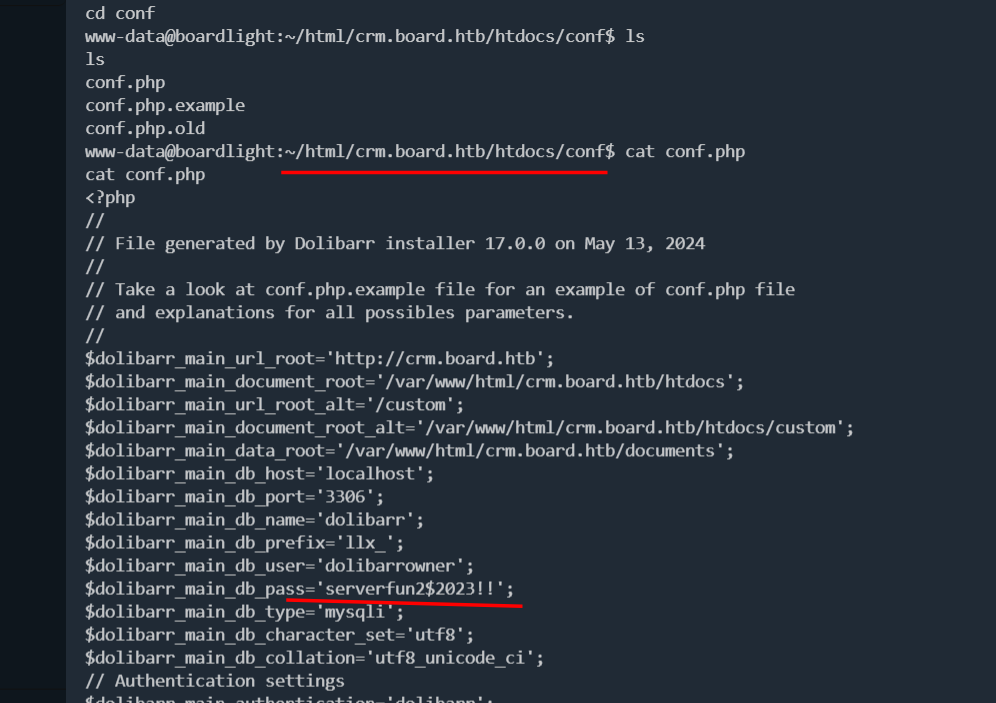 cd conf
www-data@boardlight:~/html/crm.board.htb/htdocs/conf$ ls
ls
conf.php
conf.php.example
conf.php.old
www-data@boardlight:~/html/crm.board.htb/htdocs/conf$ cat conf.php
cat conf.php
<?php
//
// File generated by Dolibarr installer 17.0.0 on May 13, 2024
//
// Take a look at conf.php.example file for an example of conf.php file
// and explanations for all possibles parameters.
//
$dolibarr_main_url_root='http://crm.board.htb';
$dolibarr_main_document_root='/var/www/html/crm.board.htb/htdocs';
$dolibarr_main_url_root_alt='/custom';
$dolibarr_main_document_root_alt='/var/www/html/crm.board.htb/htdocs/custom';
$dolibarr_main_data_root='/var/www/html/crm.board.htb/documents';
$dolibarr_main_db_host='localhost';
$dolibarr_main_db_port='3306';
$dolibarr_main_db_name='dolibarr';
$dolibarr_main_db_prefix='llx_';
$dolibarr_main_db_user='dolibarrowner';
$dolibarr_main_db_pass='serverfun2$2023!!';
$dolibarr_main_db_type='mysqli';
$dolibarr_main_db_character_set='utf8';
$dolibarr_main_db_collation='utf8_unicode_ci';
// Authentication settings
$dolibarr_main_authentication='dolibarr';